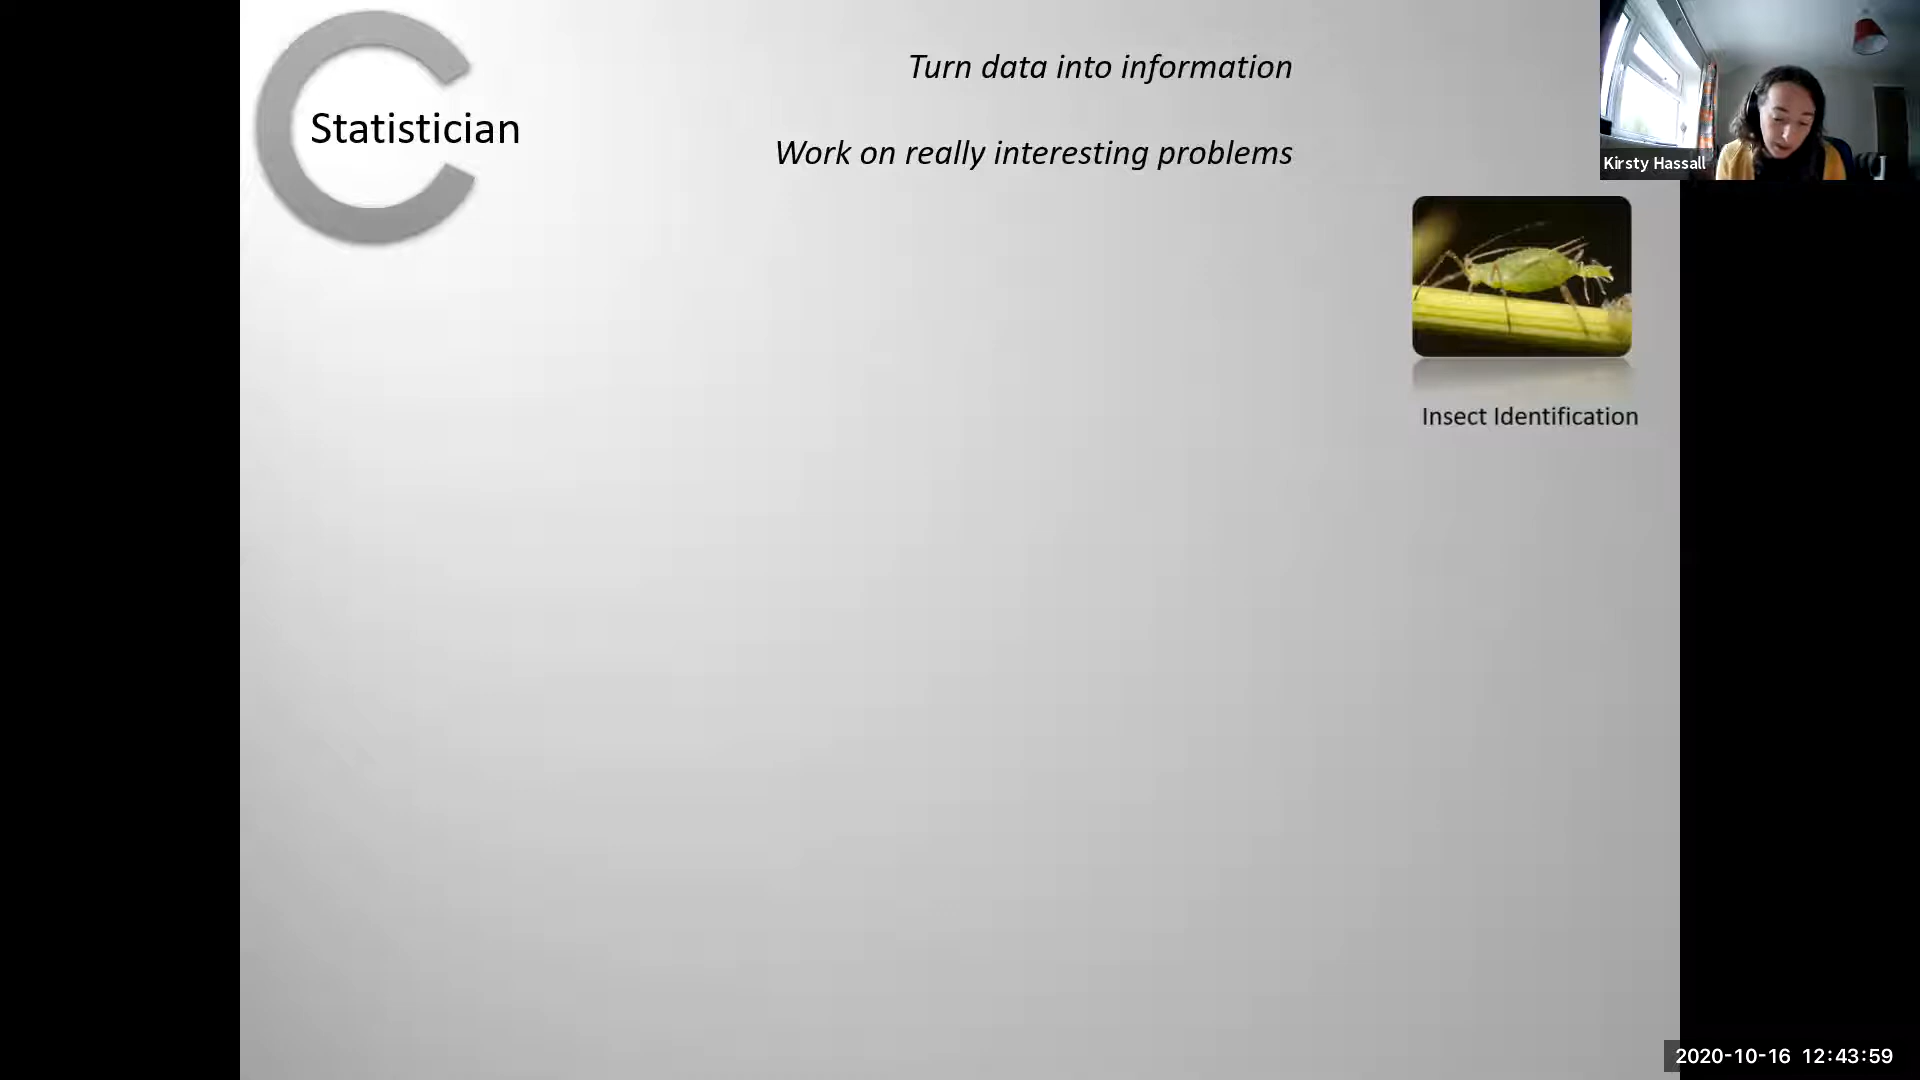 Turn data into information
Statistician
Work on really interesting problems
Kirsty Hassall
Insect Identification
2020-10-16 12:43:59